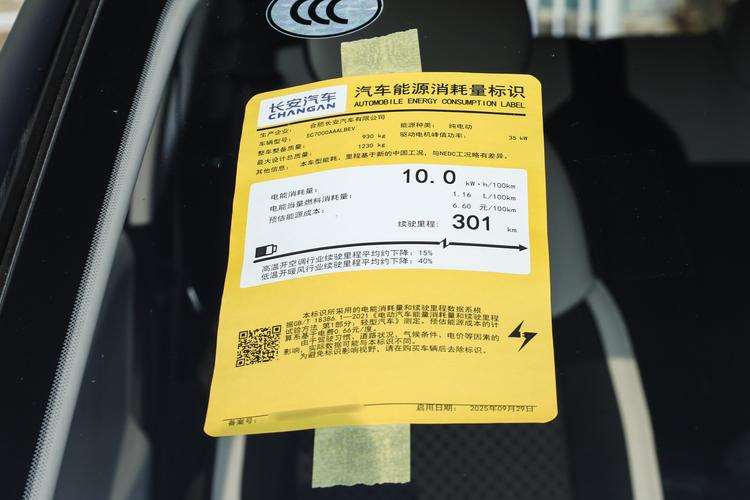 CCC
长安汽车
CHANGAN
汽车能源消耗量标识
AUTOMOBILE ENERGY CONSUMPTION LABEL
生产企业: 合肥长安汽车有限公司
车辆型号: SC7000AAALBEV 能源种类: 纯电动
整车整备质量: 930 kg 驱动电机峰值功率: 35 kW
最大设计总质量: 1230 kg
其他信息: 本车型能耗、里程基于新的中国工况，与NEDC工况略有差异。
电能消耗量: 10.0 kW·h/100km
电能当量燃料消耗量: 1.16 L/100km
预估能源成本: 6.60 元/100km
续驶里程: 301 km
高温开空调行业续驶里程平均约下降: 15%
低温开暖风行业续驶里程平均约下降: 40%
本标识所采用的电能消耗量和续驶里程数据系根
据GB/T 18386.1—2021《电动汽车能量消耗量和续驶里程
试验方法 第1部分: 轻型汽车》测定。预估能源成本的计
算系基于电费0.66元/度。
由于驾驶习惯、道路状况、气候条件、电价等因素的
影响，实际数据可能与本标识不同。
为避免标识影响视野，请在购买车辆后去除标识。
备案号:
启用日期: 2025年09月29日